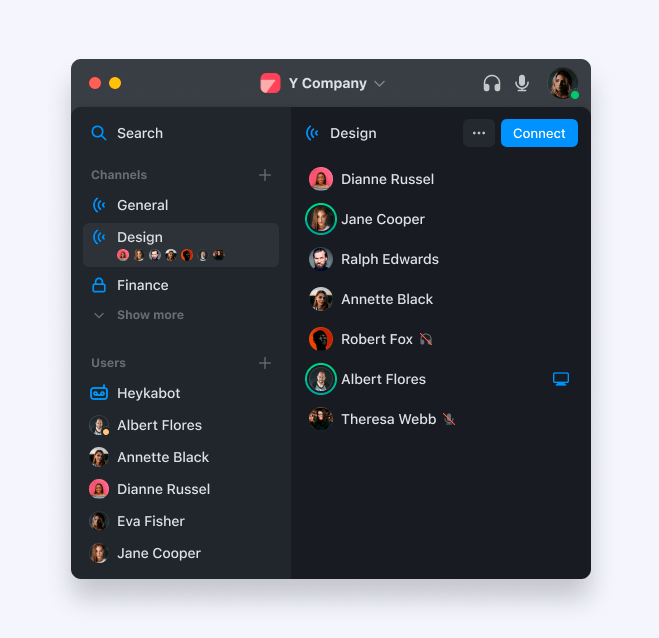 Y Company
Search
Channels
General
Design
Finance
Show more
Users
Heykabot
Albert Flores
Annette Black
Dianne Russel
Eva Fisher
Jane Cooper
Design
Connect
Dianne Russel
Jane Cooper
Ralph Edwards
Annette Black
Robert Fox
Albert Flores
Theresa Webb